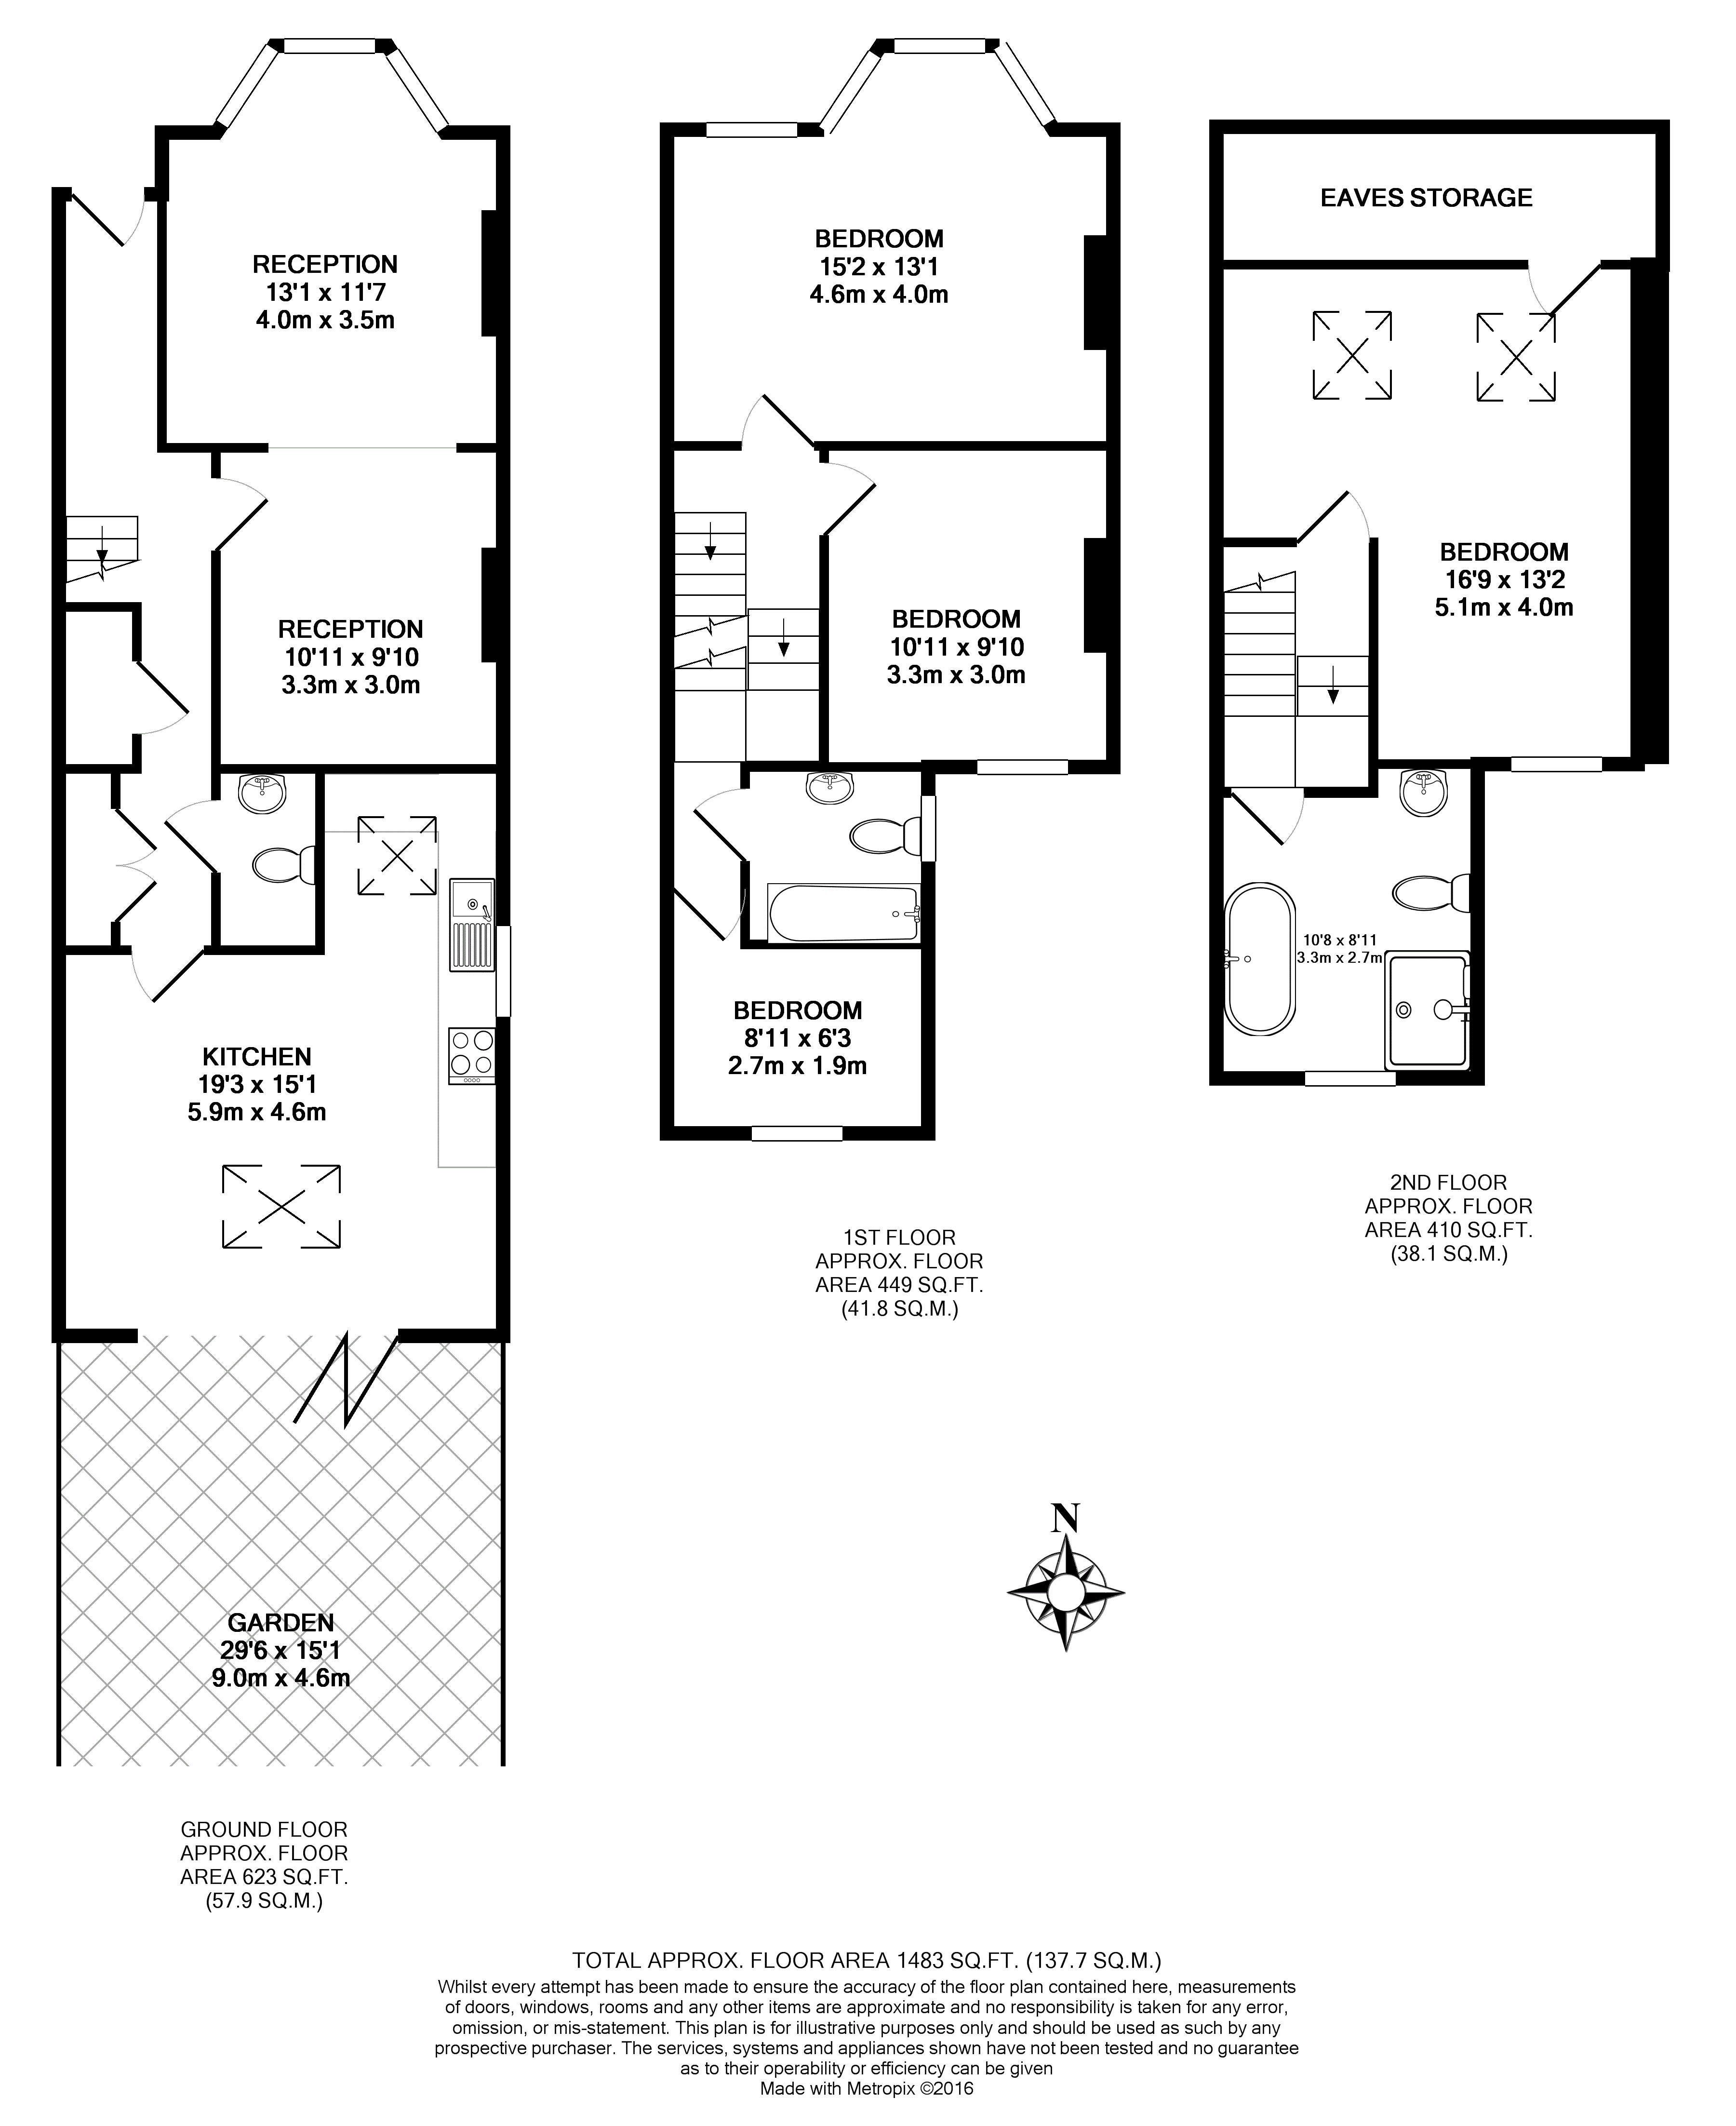 RECEPTION
13'1 x 11'7
4.0m x 3.5m
RECEPTION
10'11 x 9'10
3.3m x 3.0m
KITCHEN
19'3 x 15'1
5.9m x 4.6m
GARDEN
29'6 x 15'1
9.0m x 4.6m
GROUND FLOOR
APPROX. FLOOR
AREA 623 SQ.FT.
(57.9 SQ.M.)
BEDROOM
15'2 x 13'1
4.6m x 4.0m
BEDROOM
10'11 x 9'10
3.3m x 3.0m
BEDROOM
8'11 x 6'3
2.7m x 1.9m
1ST FLOOR
APPROX. FLOOR
AREA 449 SQ.FT.
(41.8 SQ.M.)
EAVES STORAGE
BEDROOM
16'9 x 13'2
5.1m x 4.0m
10'8 x 8'11
3.3m x 2.7m
2ND FLOOR
APPROX. FLOOR
AREA 410 SQ.FT.
(38.1 SQ.M.)
N
TOTAL APPROX. FLOOR AREA 1483 SQ.FT. (137.7 SQ.M.)
Whilst every attempt has been made to ensure the accuracy of the floor plan contained here, measurements
of doors, windows, rooms and any other items are approximate and no responsibility is taken for any error,
omission, or mis-statement. This plan is for illustrative purposes only and should be used as such by any
prospective purchaser. The services, systems and appliances shown have not been tested and no guarantee
as to their operability or efficiency can be given
Made with Metropix ©2016